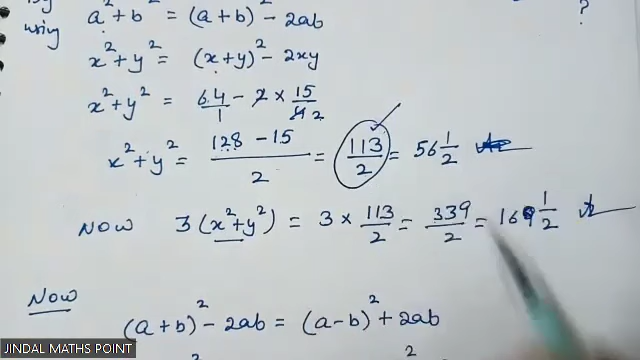 using a² + b² = (a + b)² - 2ab
?
x² + y² = (x + y)² - 2xy
x² + y² = 64/1 - 2 × 15/4 2
x² + y² = (128 - 15)/2 = 113/2 = 56 1/2
NOW 3(x² + y²) = 3 × 113/2 = 339/2 = 169 1/2
NOW
(a + b)² - 2ab = (a - b)² + 2ab
JINDAL MATHS POINT